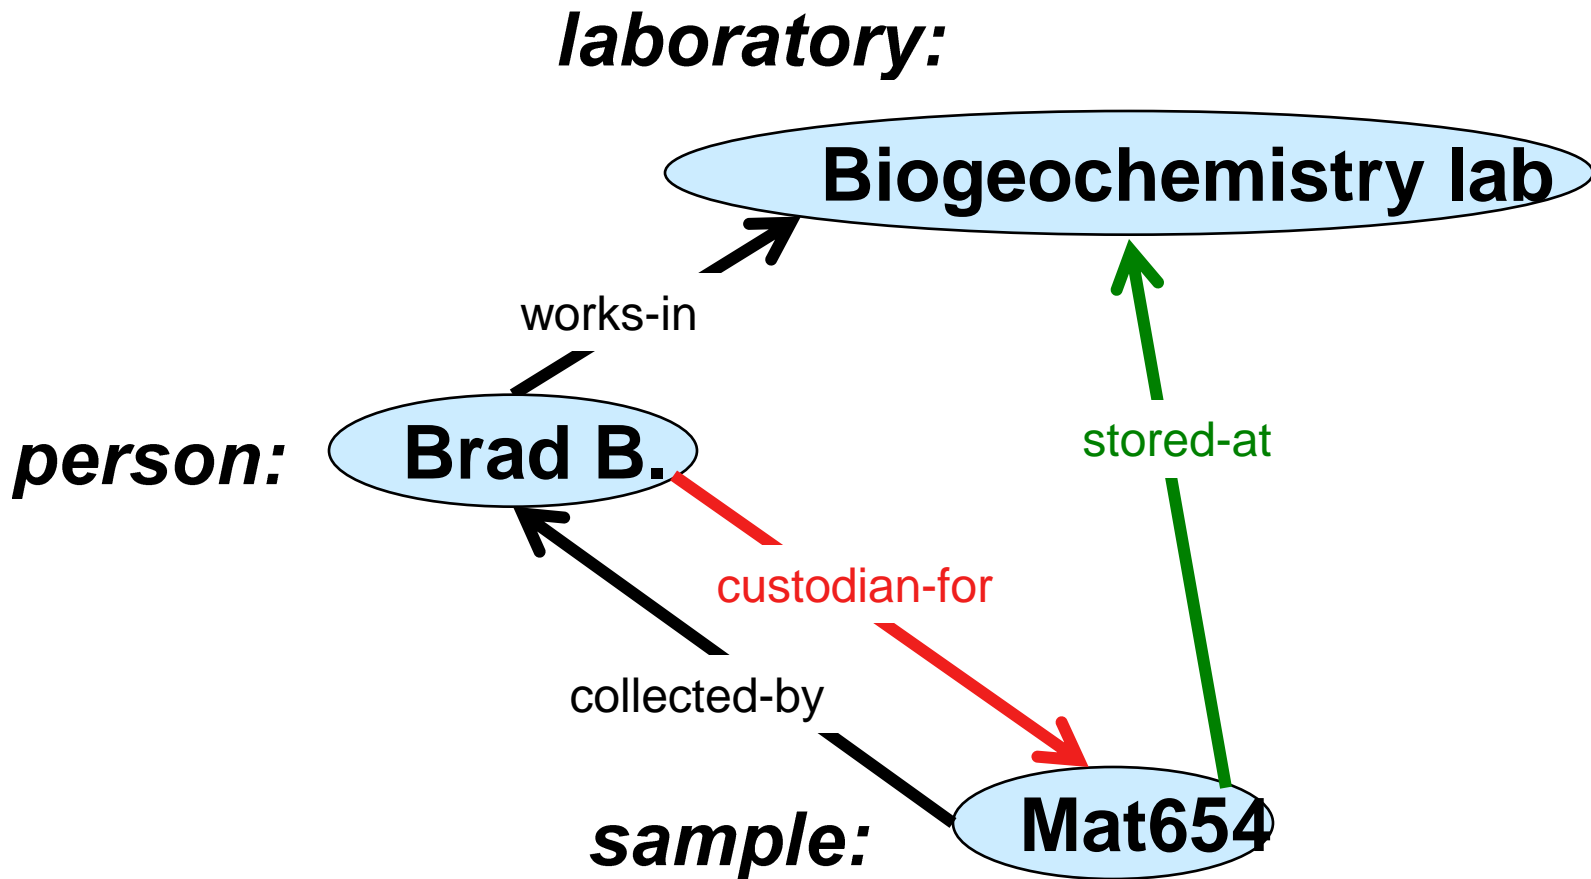 laboratory:
Biogeochemistry lab
works-in
person:
Brad B.
stored-at
custodian-for
collected-by
sample:
Mat654